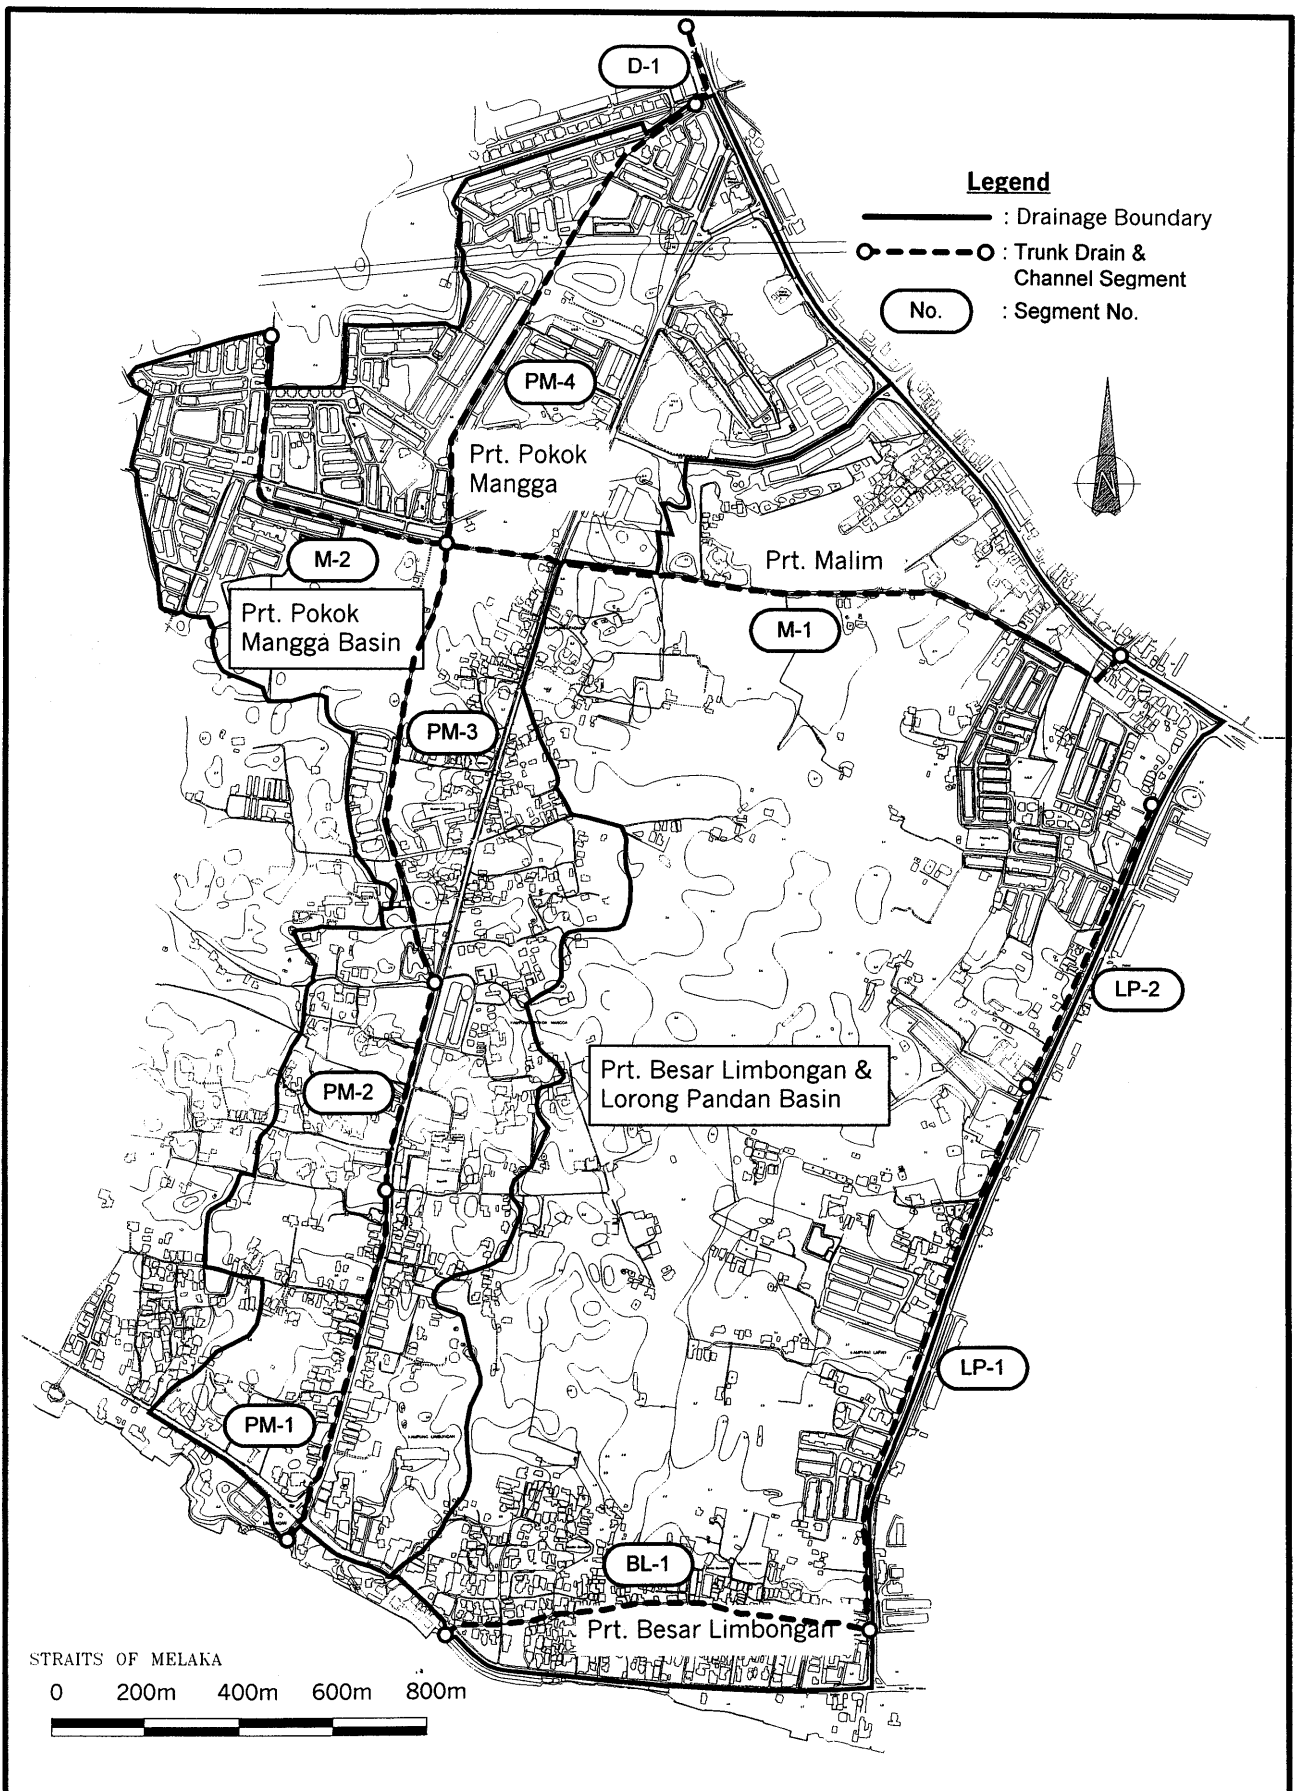 D-1
Legend
: Drainage Boundary
: Trunk Drain &
Channel Segment
No.
: Segment No.
PM-4
Prt. Pokok
Mangga
M-2
Prt. Malim
M-1
Prt. Pokok
Mangga Basin
PM-3
LP-2
Prt. Besar Limbongan &
Lorong Pandan Basin
PM-2
LP-1
PM-1
BL-1
Prt. Besar Limbongan
STRAITS OF MELAKA
0 200m 400m 600m 800m